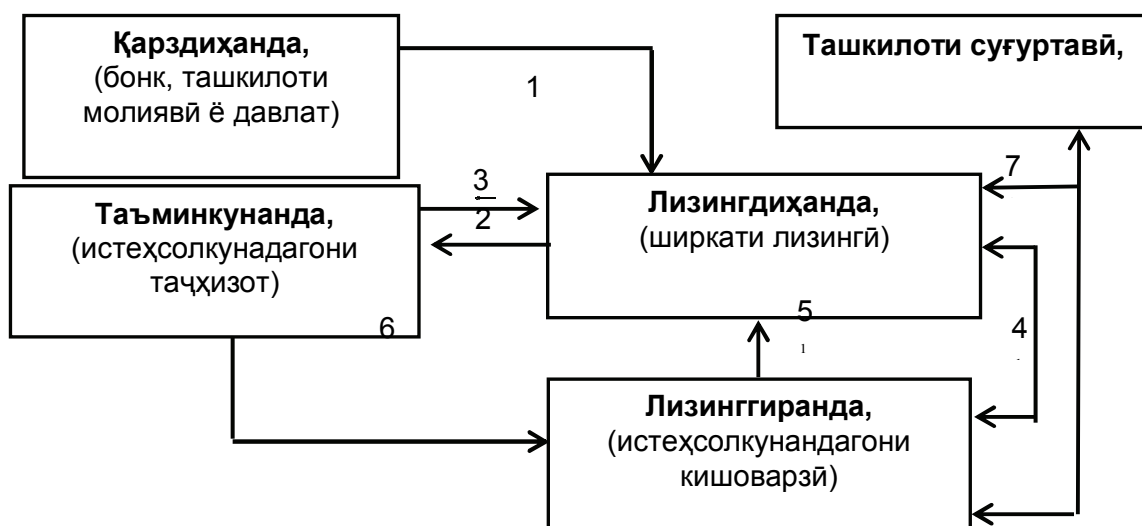 Қарздиҳанда,
(бонк, ташкилоти
молиявӣ ё давлат)
Ташкилоти суғуртавӣ,
1
7
3
2
Таъминкунанда,
(истеҳсолкунадагони
таҷҳизот)
6
Лизингдиҳанда,
(ширкати лизингӣ)
5
1
4
Лизинггиранда,
(истеҳсолкунандагони
кишоварзӣ)